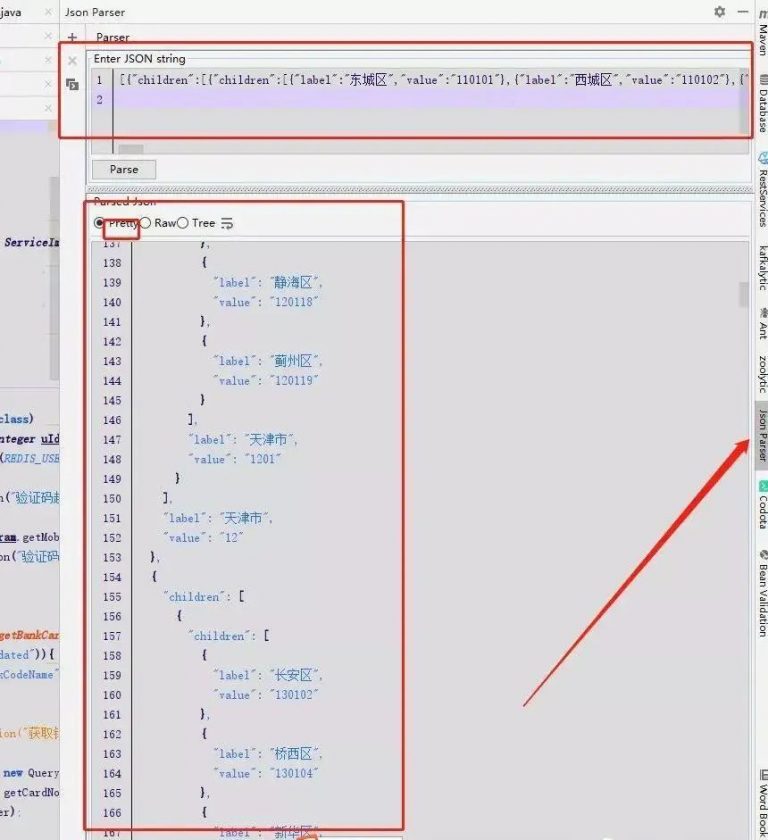 java
Json Parser
Parser
Enter JSON string
1 [{"children":[{"children":[{"label":"东城区","value":"110101"},{"label":"西城区","value":"110102"},{"
2
Parse
Parsed Json
Pretty Raw Tree
137 },
138 {
139 "label": "静海区",
140 "value": "120118"
141 },
142 {
143 "label": "蓟州区",
144 "value": "120119"
145 }
146 ],
147 "label": "天津市",
148 "value": "1201"
149 }
150 ],
151 "label": "天津市",
152 "value": "12"
153 },
154 {
155 "children": [
156 {
157 "children": [
158 {
159 "label": "长安区",
160 "value": "130102"
161 },
162 {
163 "label": "桥西区",
164 "value": "130104"
165 },
166 {
167 "label": "新华区",
ServiceIm
class)
nteger uId
(REDIS_USE
n("验证码
ram.getMob
on("验证码
getBankCar
dated")){
kCodeName"
ion("获取
new Query
getCardNo
er);
Maven
Database
RestServices
kafkalytic
Ant
zoolytic
Json Parser
Codota
Bean Validation
Word Book